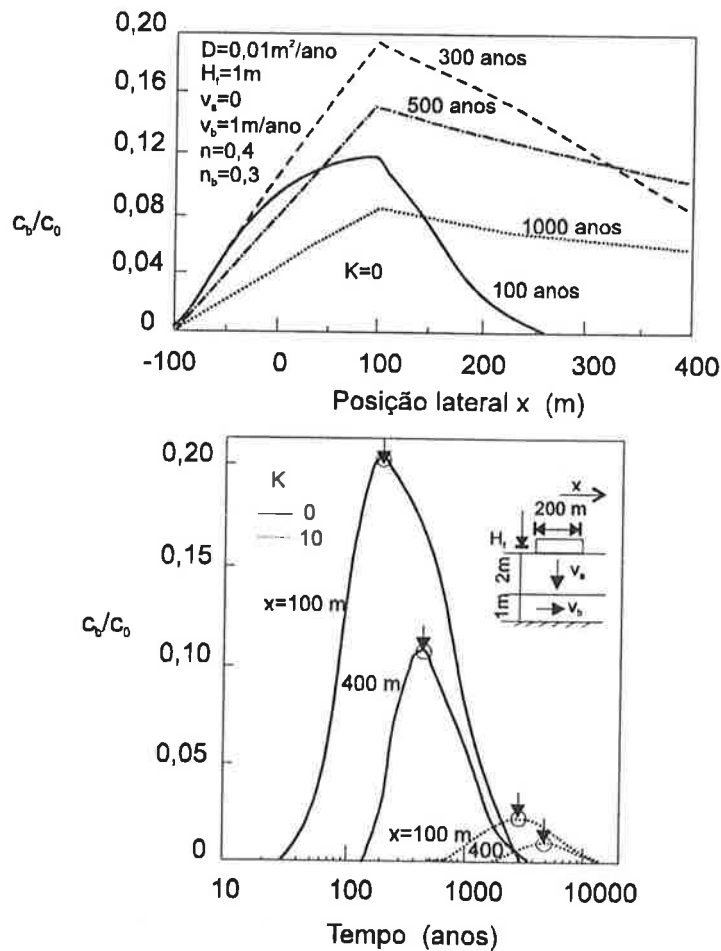 0,20
0,16
0,12
0,08
0,04
0
c_b/c_0
D=0,01m²/ano
H_f=1m
v_a=0
v_b=1m/ano
n=0,4
n_b=0,3
300 anos
500 anos
1000 anos
K=0
100 anos
-100 0 100 200 300 400
Posição lateral x (m)
0,20
0,15
0,10
0,05
0
c_b/c_0
K
0
10
x=100 m
400 m
x=100 m
400
x
200 m
H_f
2m
1m
v_a
v_b
10 100 1000 10000
Tempo (anos)